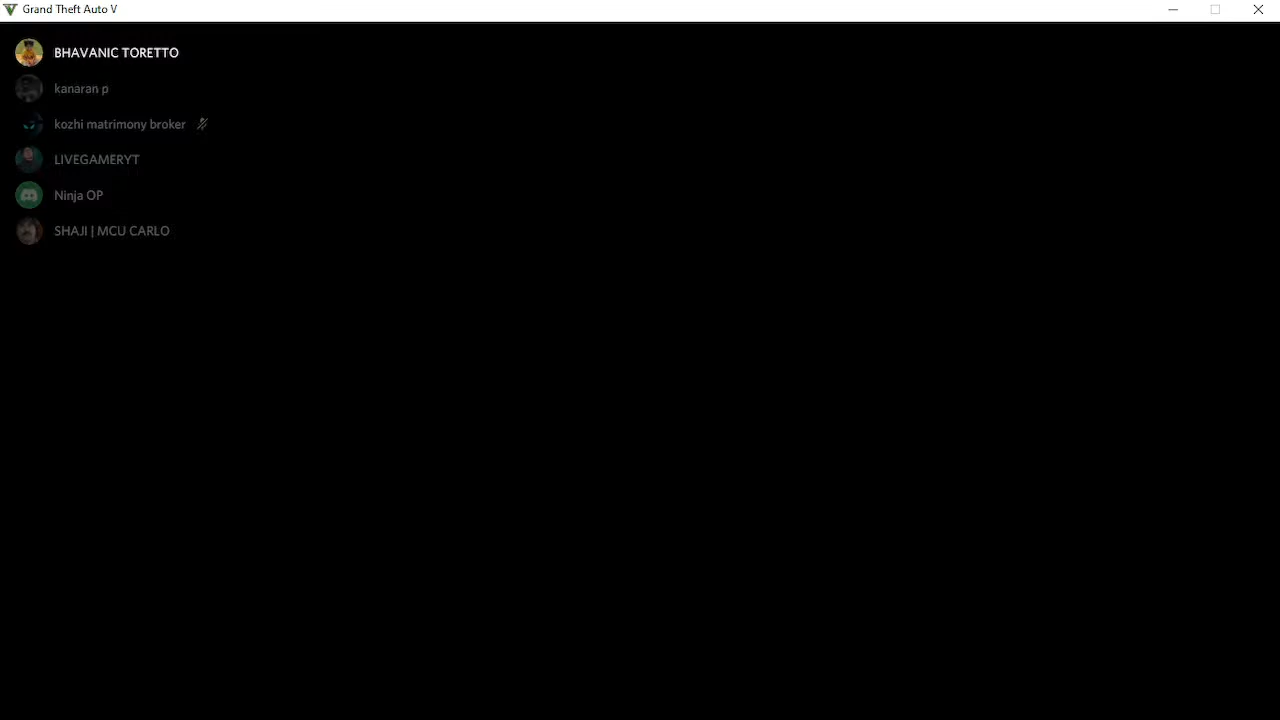 Grand Theft Auto V
BHAVANIC TORETTO
kanaran p
kozhi matrimony broker
LIVEGAMERYT
Ninja OP
SHAJI | MCU CARLO